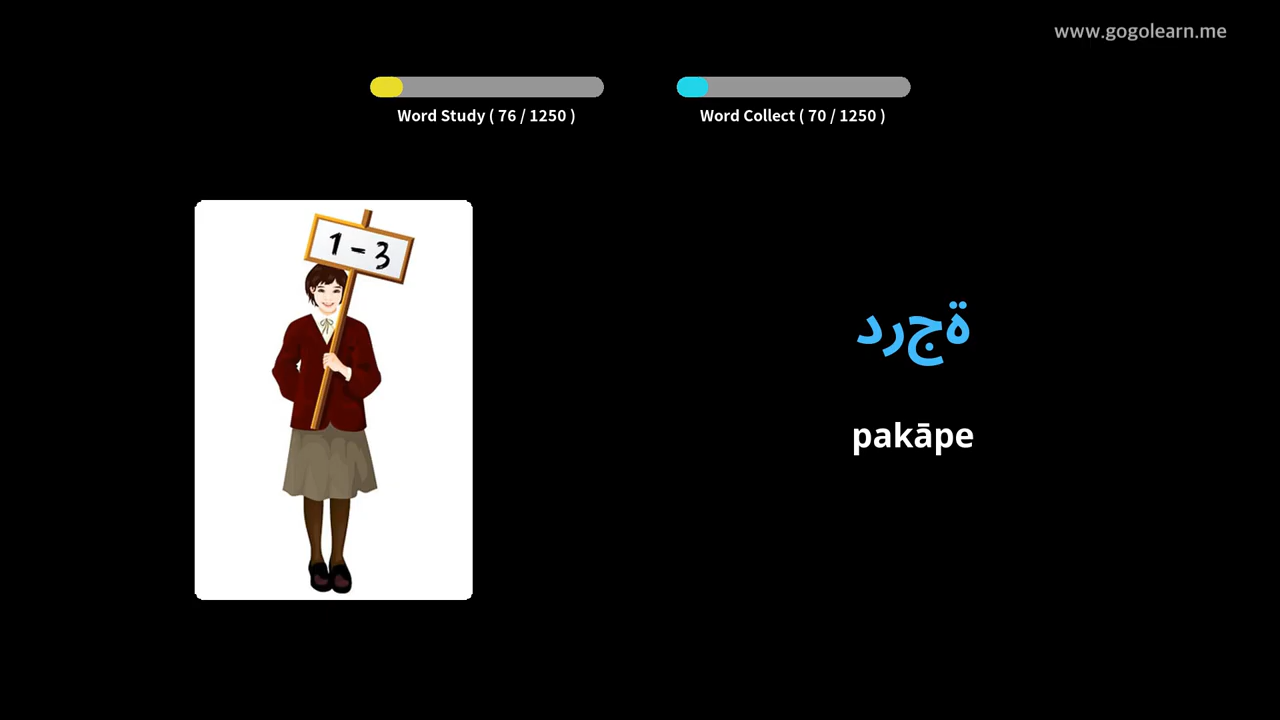 www.gogolearn.me
Word Study ( 76 / 1250 )
Word Collect ( 70 / 1250 )
1 - 3
ةجرد
pakāpe